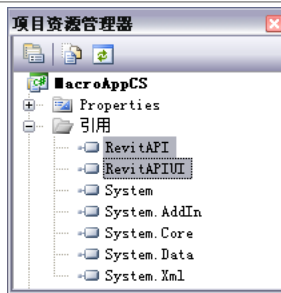 项目资源管理器
MacroAppCS
Properties
引用
RevitAPI
RevitAPIUI
System
System.AddIn
System.Core
System.Data
System.Xml